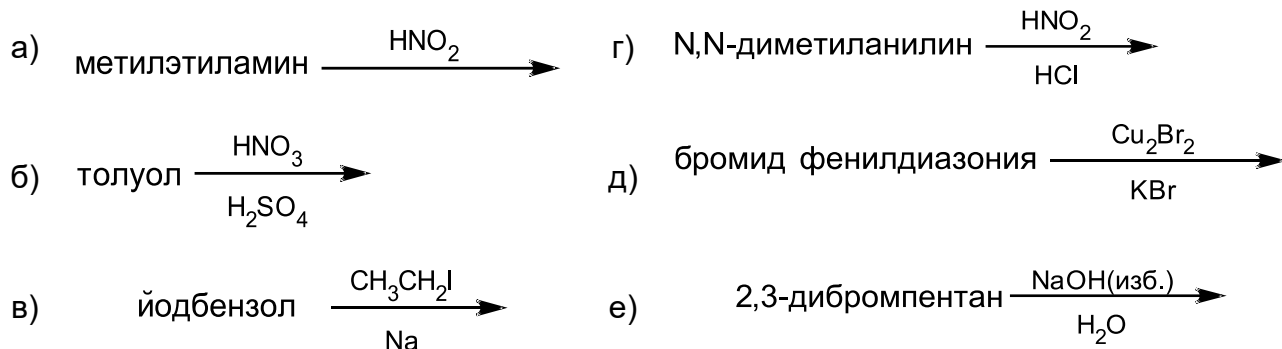 а) метилэтиламин HNO₂
б) толуол HNO₃ H₂SO₄
в) йодбензол CH₃CH₂I Na
г) N,N-диметиланилин HNO₂ HCl
д) бромид фенилдиазония Cu₂Br₂ KBr
е) 2,3-дибромпентан NaOH(изб.) H₂O